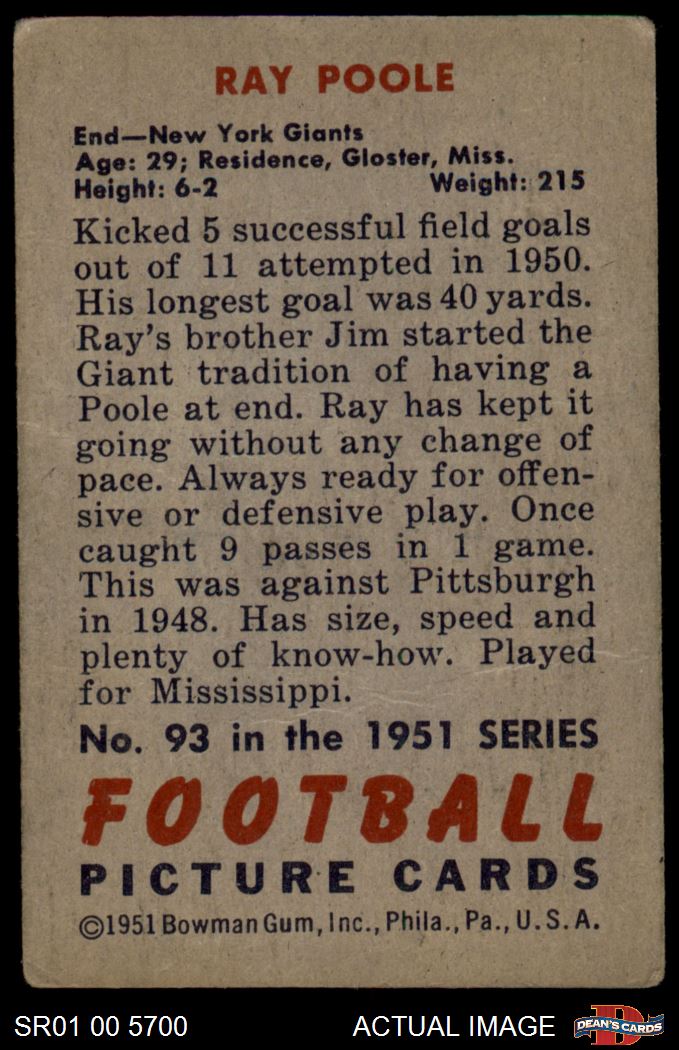 RAY POOLE
End—New York Giants
Age: 29; Residence, Gloster, Miss.
Height: 6-2 Weight: 215
Kicked 5 successful field goals
out of 11 attempted in 1950.
His longest goal was 40 yards.
Ray's brother Jim started the
Giant tradition of having a
Poole at end. Ray has kept it
going without any change of
pace. Always ready for offen-
sive or defensive play. Once
caught 9 passes in 1 game.
This was against Pittsburgh
in 1948. Has size, speed and
plenty of know-how. Played
for Mississippi.
No. 93 in the 1951 SERIES
FOOTBALL
PICTURE CARDS
©1951 Bowman Gum, Inc., Phila., Pa., U.S.A.
SR01 00 5700 ACTUAL IMAGE D DEAN'S CARDS